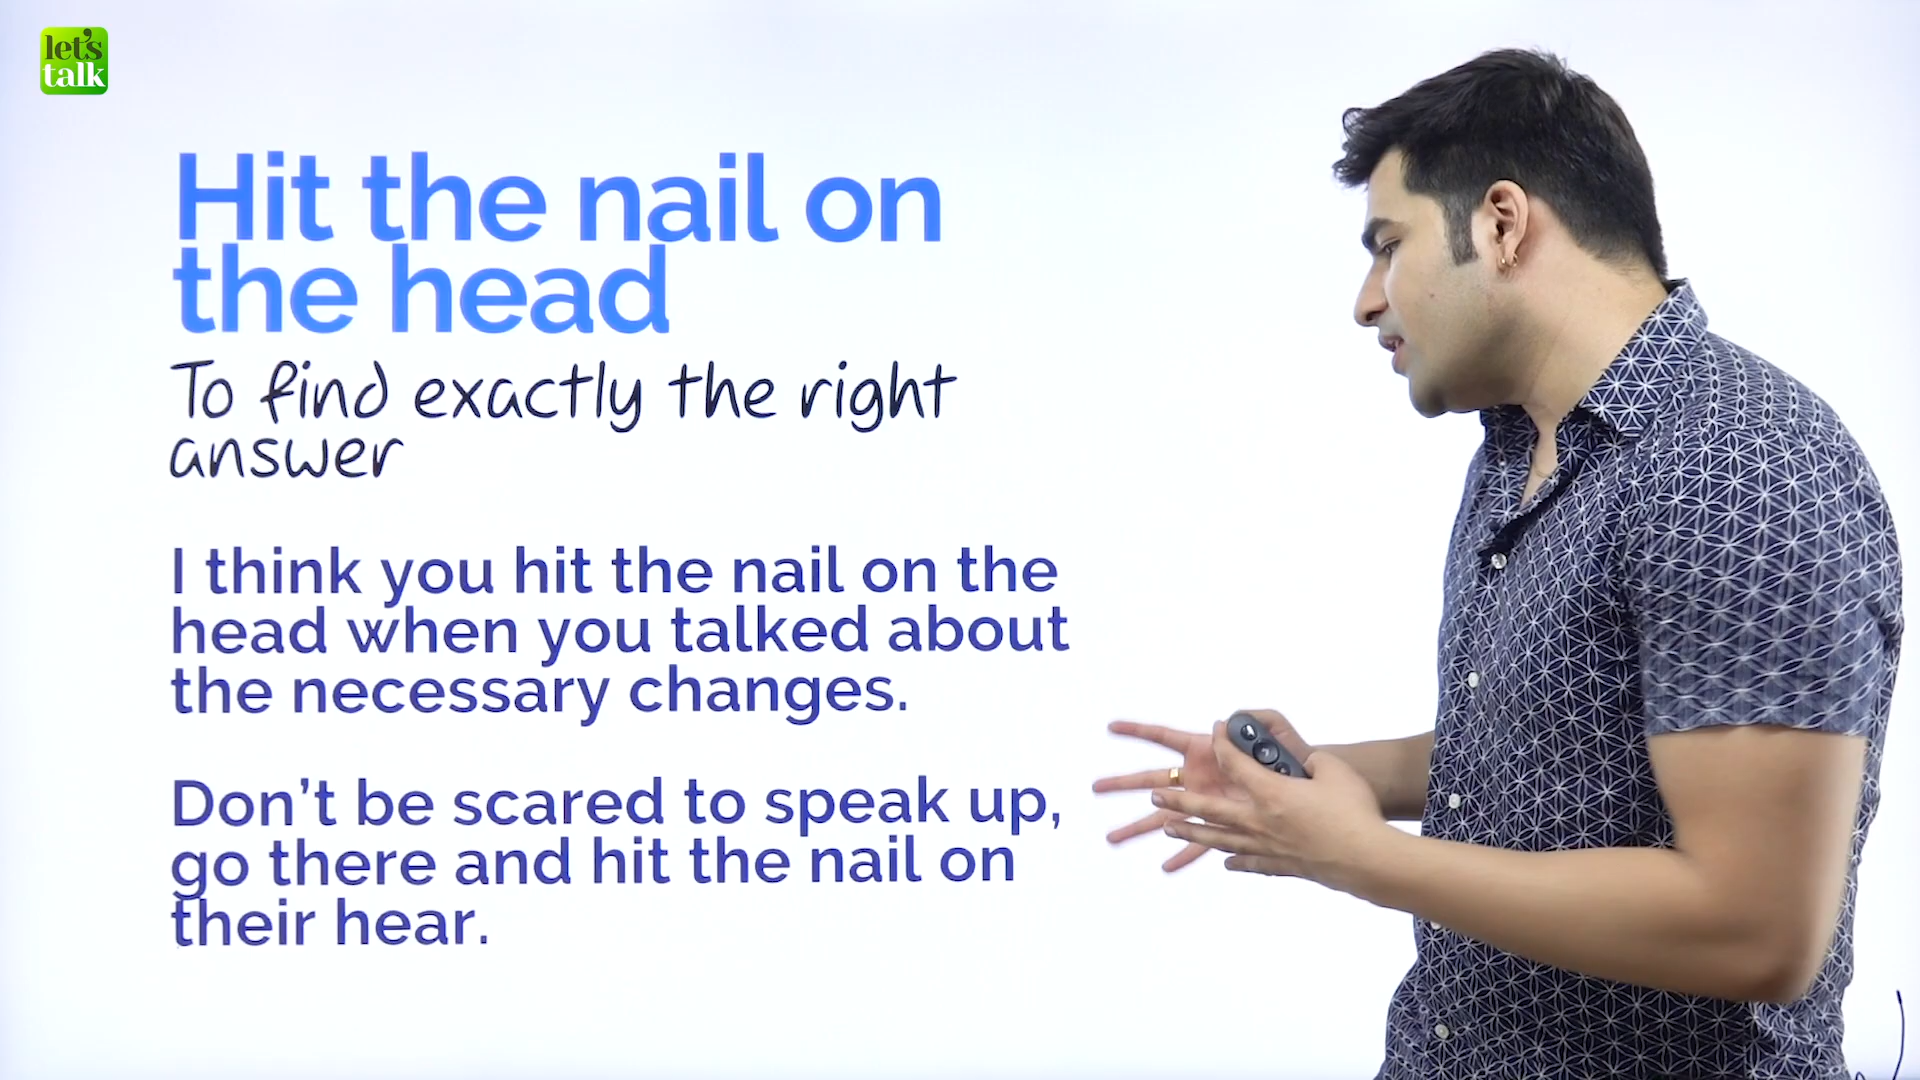 let's
talk
Hit the nail on
the head
To find exactly the right
answer
I think you hit the nail on the
head when you talked about
the necessary changes.
Don't be scared to speak up,
go there and hit the nail on
their hear.